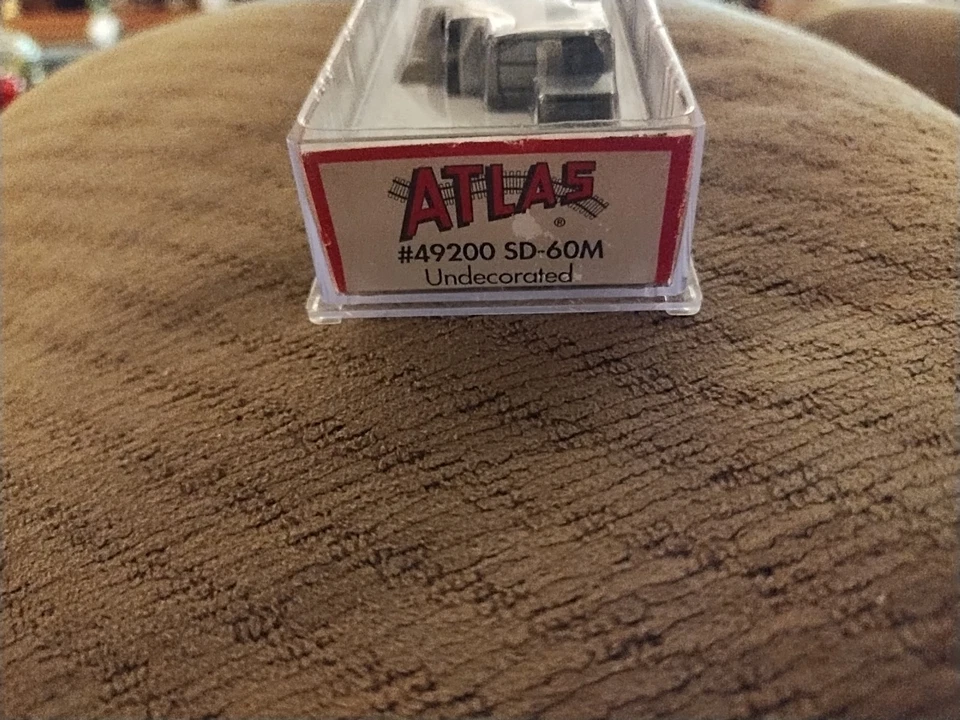 ATLAS
®
#49200 SD-60M
Undecorated